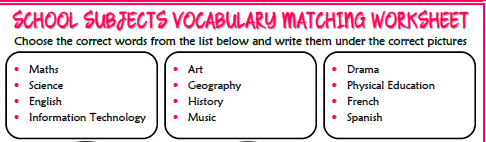 SCHOOL SUBJECTS VOCABULARY MATCHING WORKSHEET
Choose the correct words from the list below and write them under the correct pictures
• Maths
• Science
• English
• Information Technology
• Art
• Geography
• History
• Music
• Drama
• Physical Education
• French
• Spanish